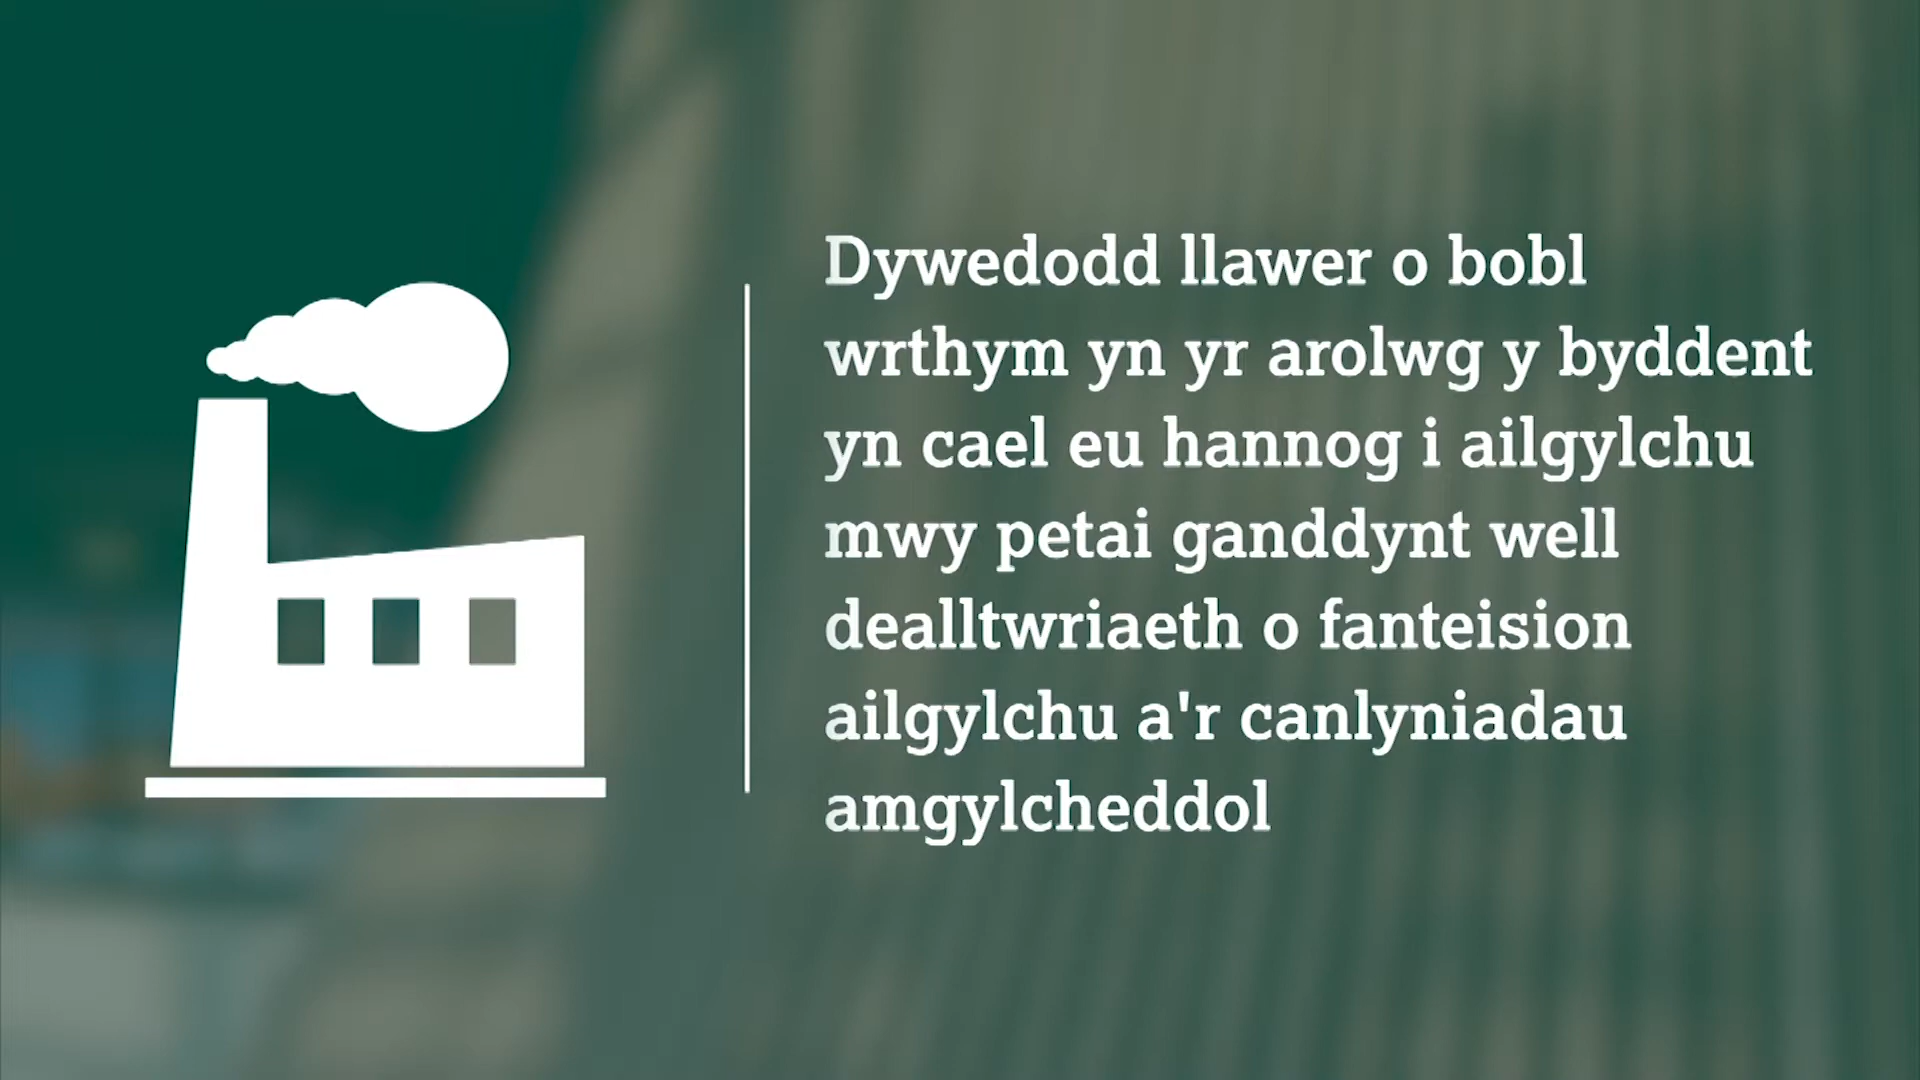 Dywedodd llawer o bobl
wrthym yn yr arolwg y byddent
yn cael eu hannog i ailgylchu
mwy petai ganddynt well
dealltwriaeth o fanteision
ailgylchu a'r canlyniadau
amgylcheddol